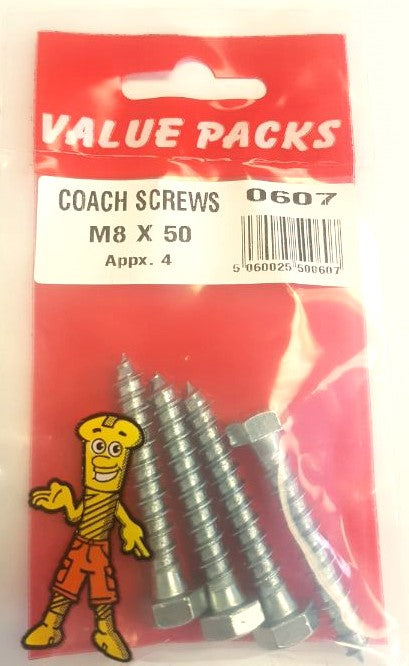 VALUE PACKS
COACH SCREWS 0607
M8 X 50
Appx. 4
5 060025 500607